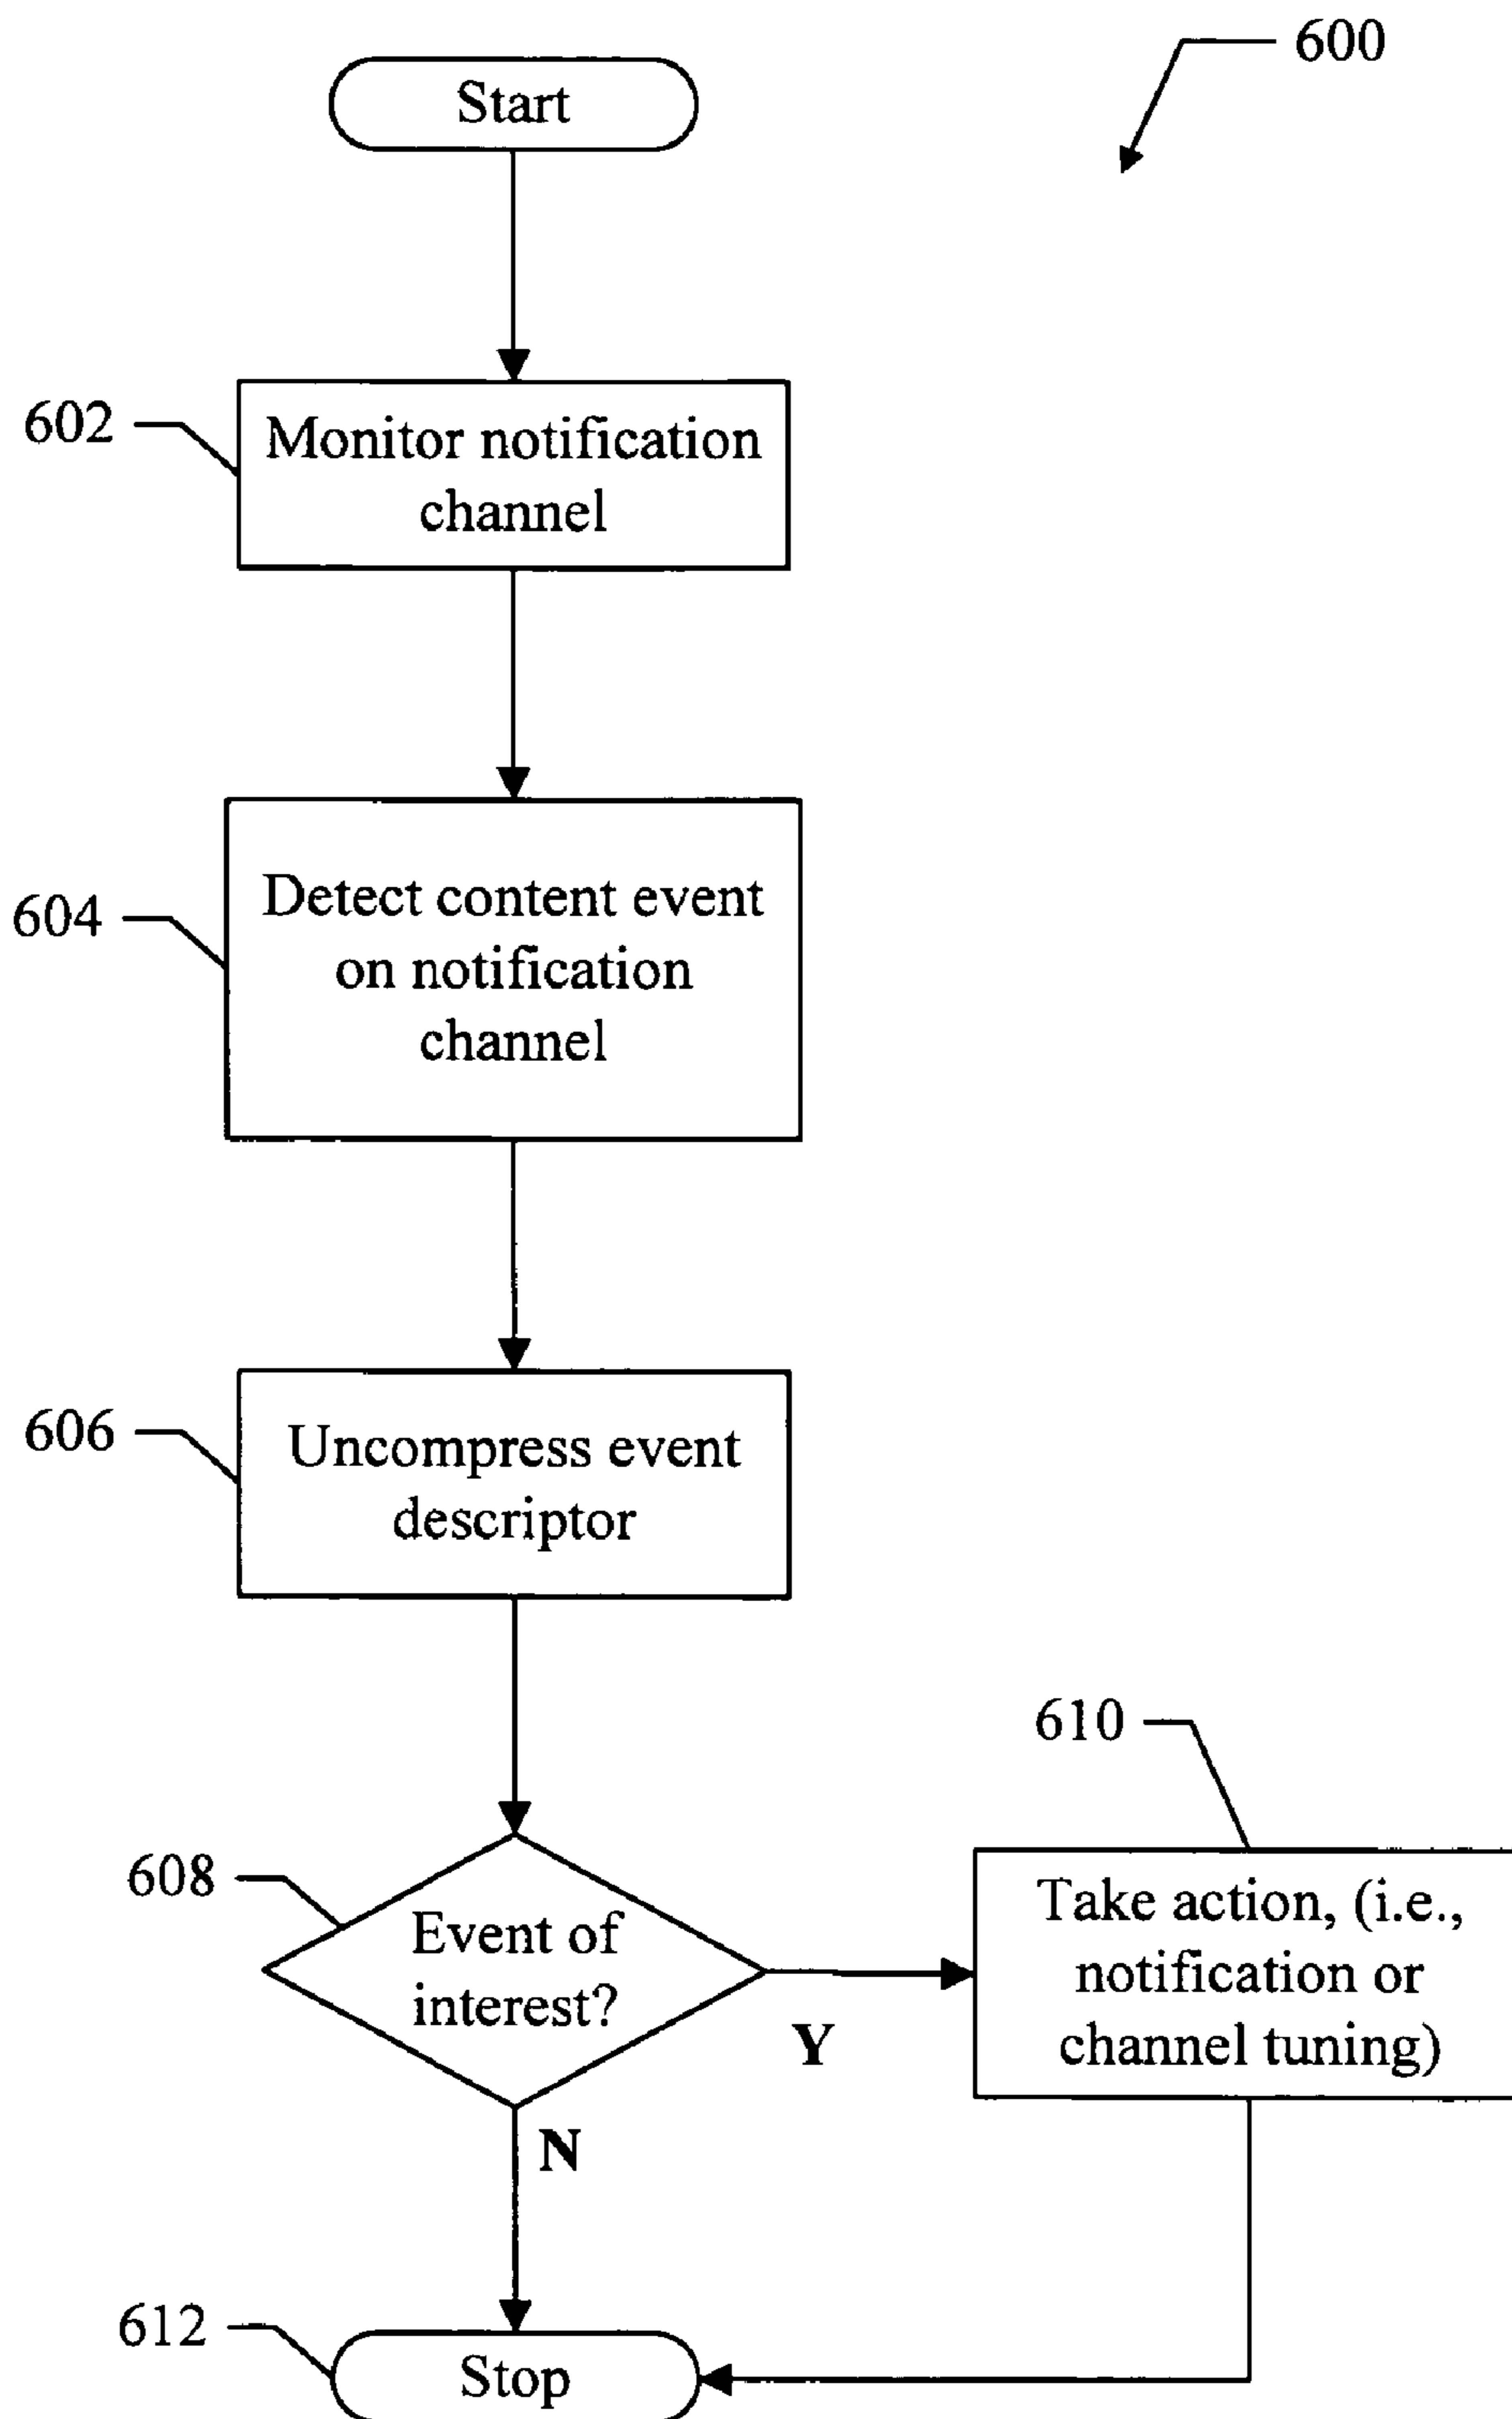 600
Start
602
Monitor notification
channel
604
Detect content event
on notification
channel
606
Uncompress event
descriptor
610
608
Event of
interest?
Take action, (i.e.,
notification or
channel tuning)
Y
N
612
Stop